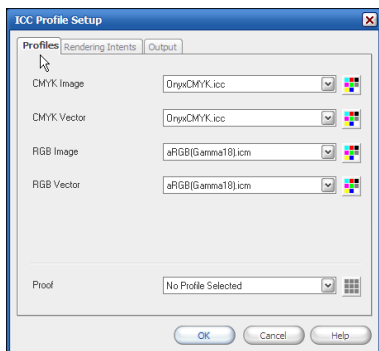 ICC Profile Setup
Profiles Rendering Intents Output
CMYK Image OnyxCMYK.icc
CMYK Vector OnyxCMYK.icc
RGB Image aRGB(Gamma18).icm
RGB Vector aRGB(Gamma18).icm
Proof No Profile Selected
OK Cancel Help